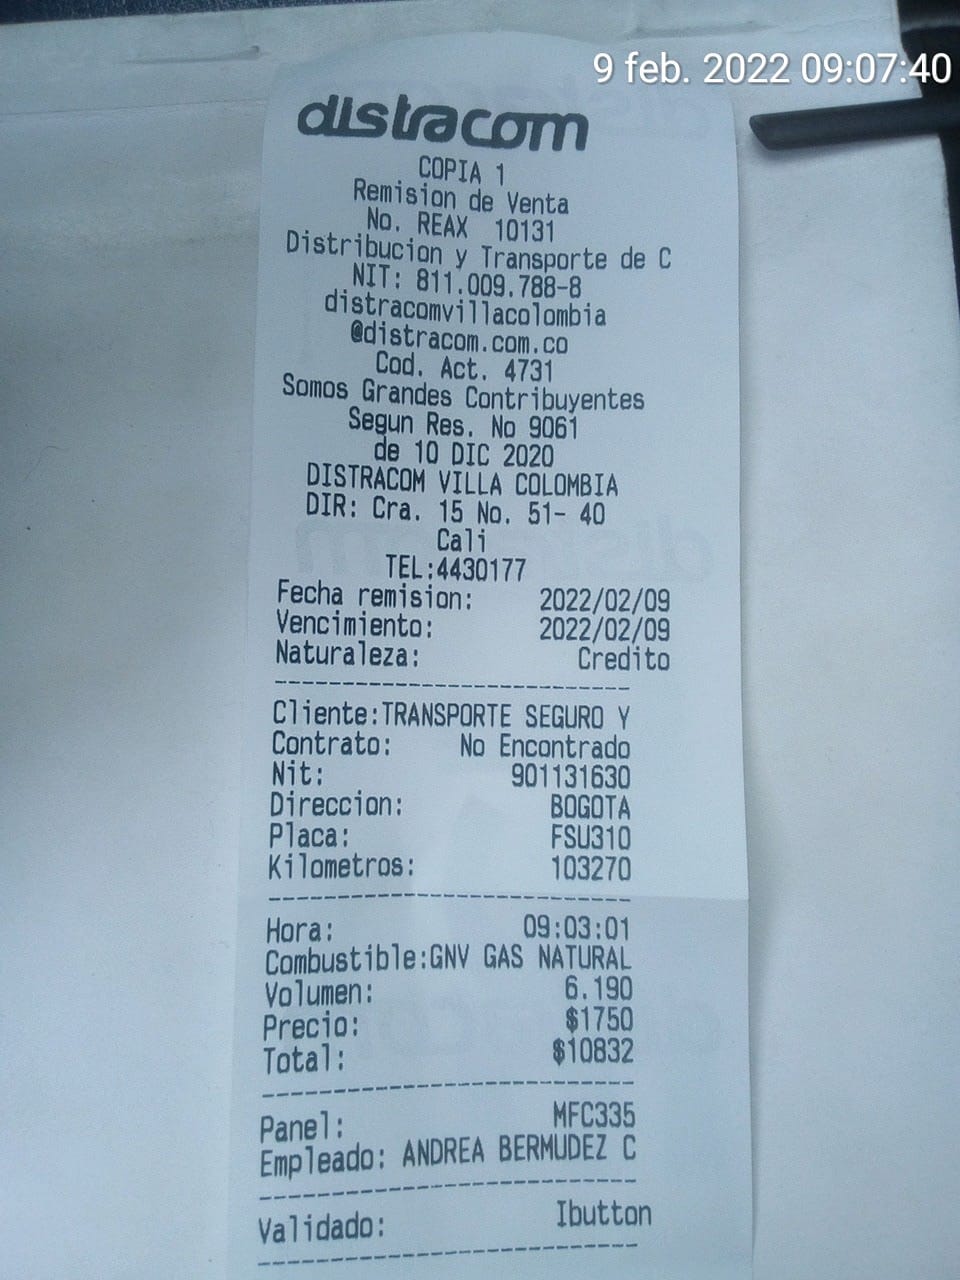 9 feb. 2022 09:07:40
distracom
COPIA 1
Remision de Venta
No. REAX 10131
Distribucion y Transporte de C
NIT: 811.009.788-8
distracomvillacolombia
@distracom.com.co
Cod. Act. 4731
Somos Grandes Contribuyentes
Segun Res. No 9061
de 10 DIC 2020
DISTRACOM VILLA COLOMBIA
DIR: Cra. 15 No. 51- 40
Cali
TEL:4430177
Fecha remision: 2022/02/09
Vencimiento: 2022/02/09
Naturaleza: Credito
Cliente:TRANSPORTE SEGURO Y
Contrato: No Encontrado
Nit: 901131630
Direccion: BOGOTA
Placa: FSU310
Kilometros: 103270
Hora: 09:03:01
Combustible:GNV GAS NATURAL
Volumen: 6.190
Precio: $1750
Total: $10832
Panel: MFC335
Empleado: ANDREA BERMUDEZ C
Validado: Ibutton